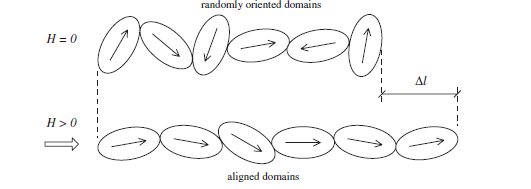 randomly oriented domains
H = 0
Δl
H > 0
aligned domains